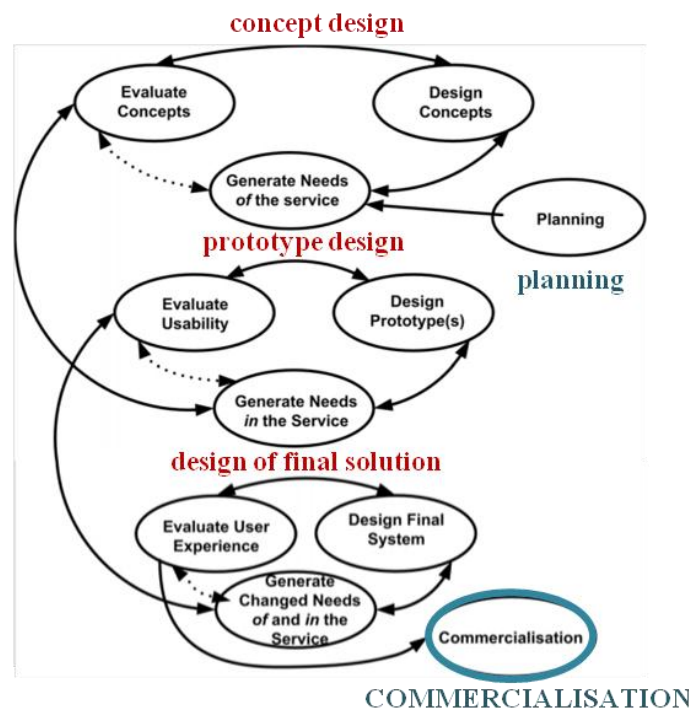 concept design
Evaluate
Concepts
Design
Concepts
Generate Needs
of the service
Planning
planning
prototype design
Evaluate
Usability
Design
Prototype(s)
Generate Needs
in the Service
design of final solution
Evaluate User
Experience
Design Final
System
Generate
Changed Needs
of and in the
Service
Commercialisation
COMMERCIALISATION